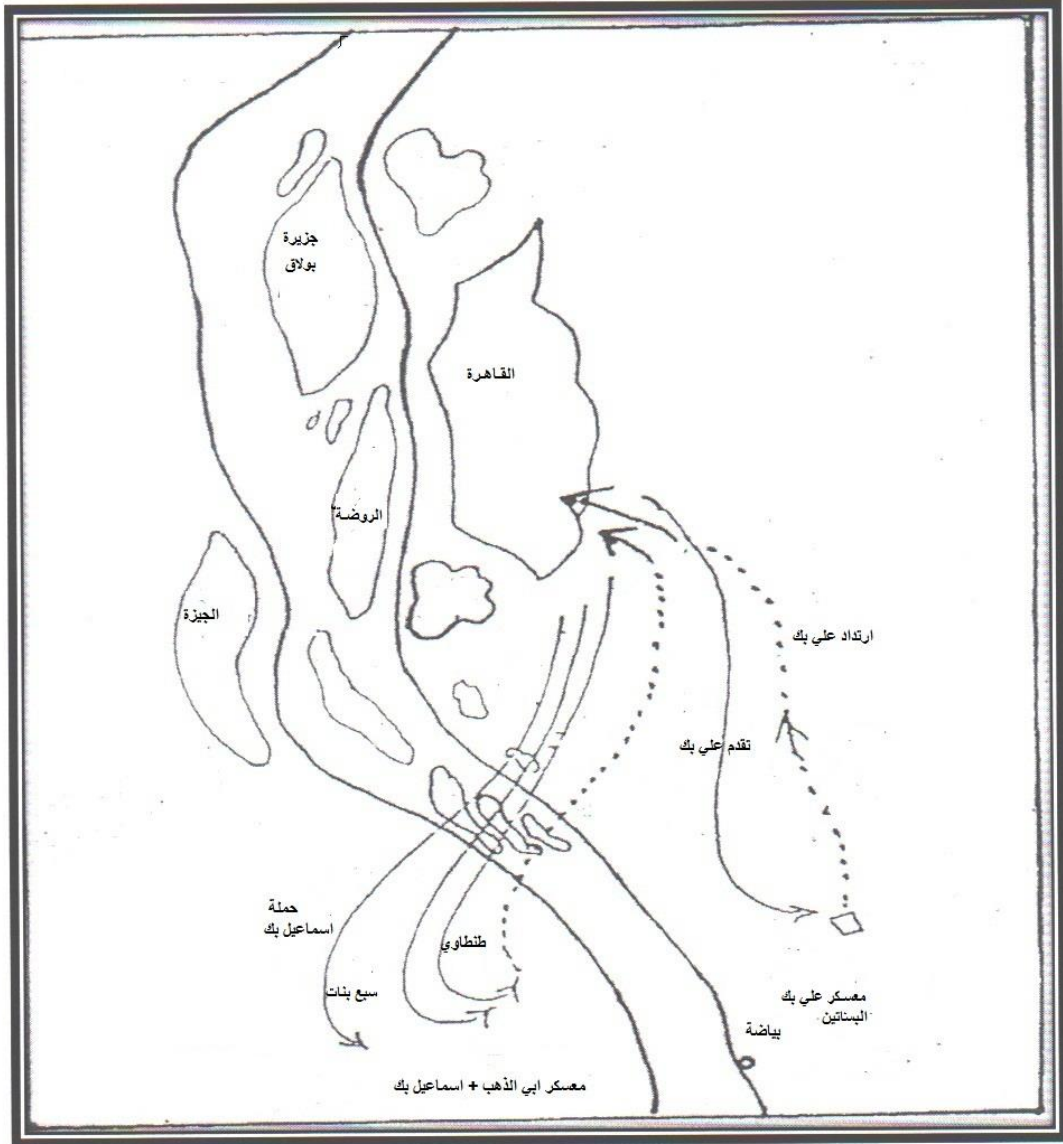 جزيرة
بولاق
القاهرة
الروضة
الجيزة
ارتداد علي بك
تقدم علي بك
حملة
اسماعيل بك
طنطاوي
سبع بنات
معسكر علي بك
البساتين
بياضة
معسكر ابي الذهب + اسماعيل بك